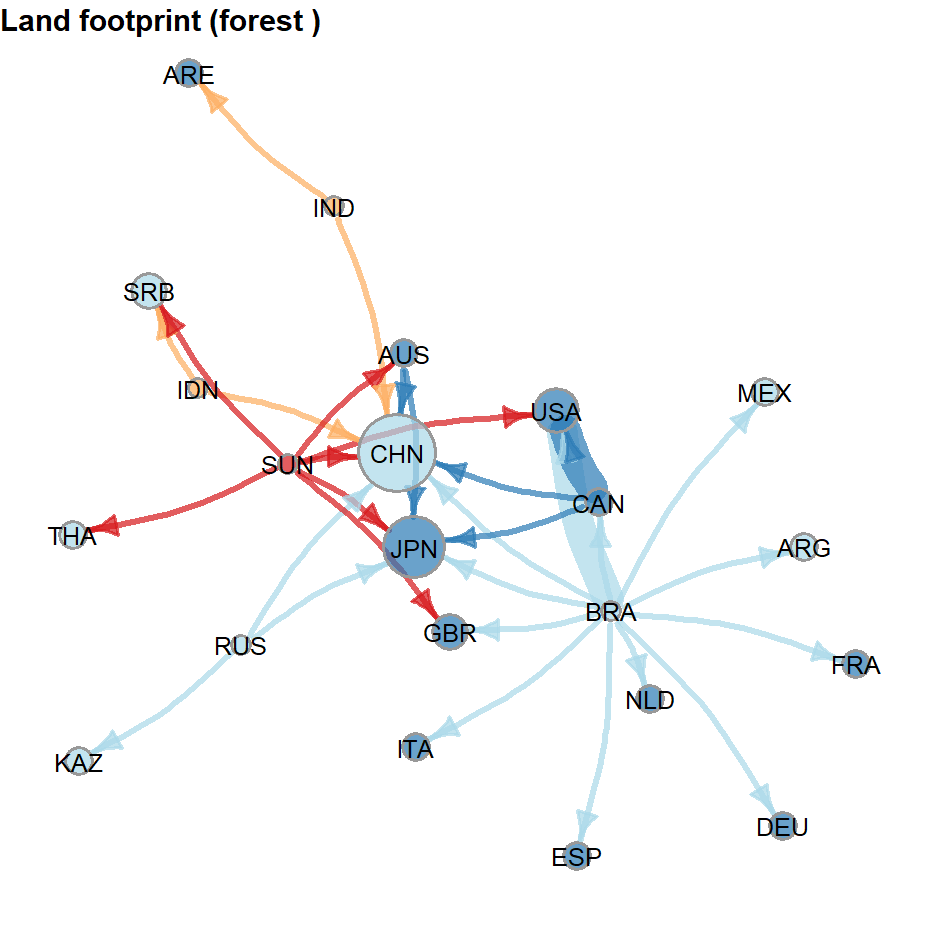 Land footprint (forest )
ARE
IND
SRB
AUS
IDN
MEX
USA
CHN
SUN
CAN
THA
JPN
ARG
BRA
GBR
RUS
FRA
NLD
ITA
KAZ
DEU
ESP